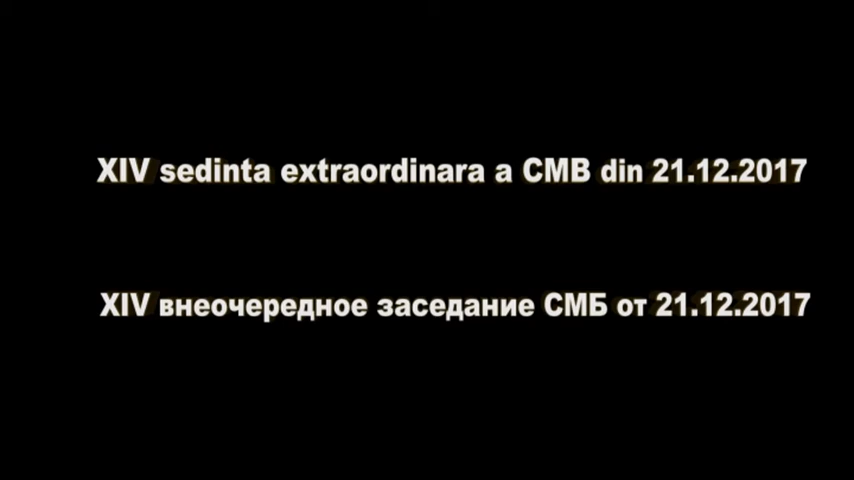 XIV sedinta extraordinara a CMB din 21.12.2017
XIV внеочередное заседание СМБ от 21.12.2017